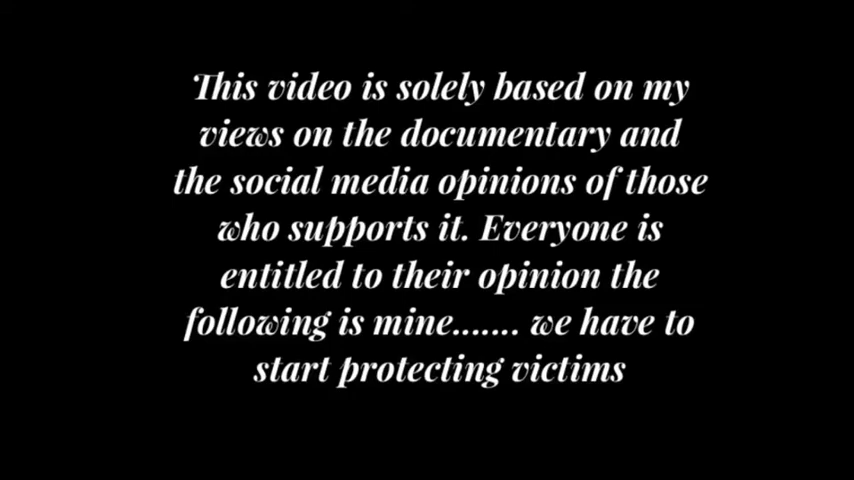 This video is solely based on my
views on the documentary and
the social media opinions of those
who supports it. Everyone is
entitled to their opinion the
following is mine....... we have to
start protecting victims